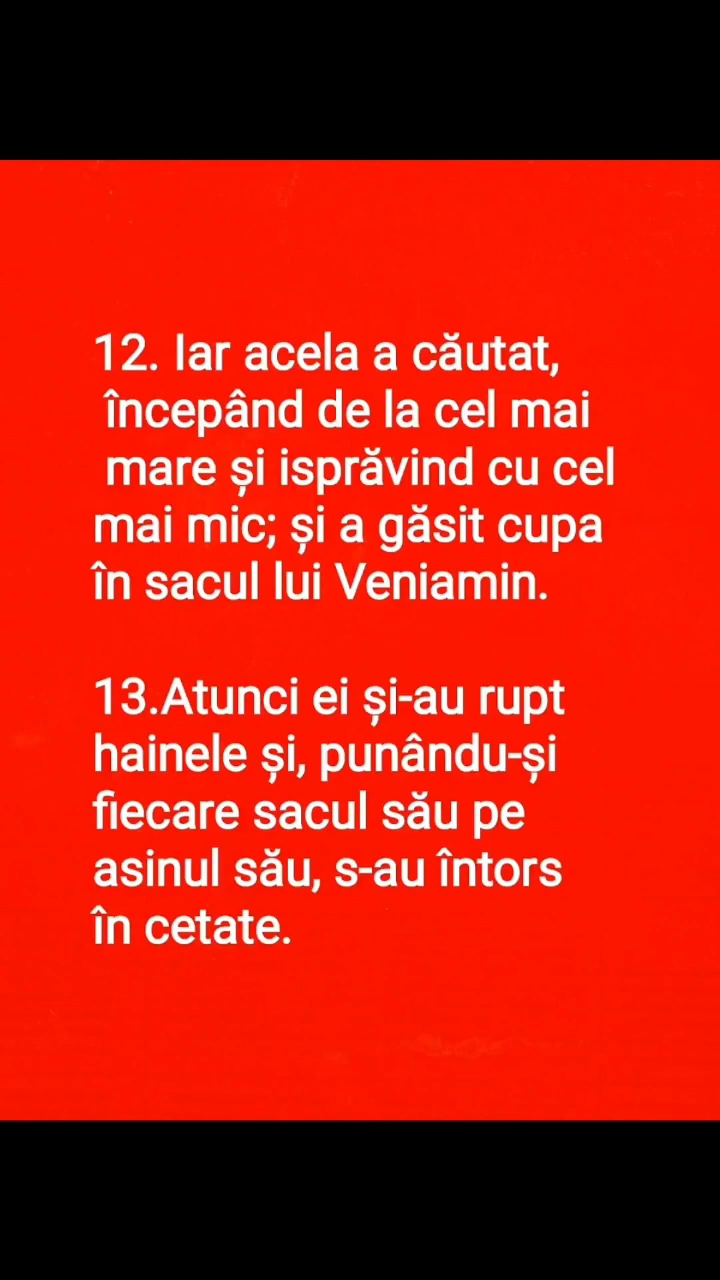 12. Iar acela a căutat,
începând de la cel mai
mare și isprăvind cu cel
mai mic; și a găsit cupa
în sacul lui Veniamin.
13.Atunci ei și-au rupt
hainele și, punându-și
fiecare sacul său pe
asinul său, s-au întors
în cetate.